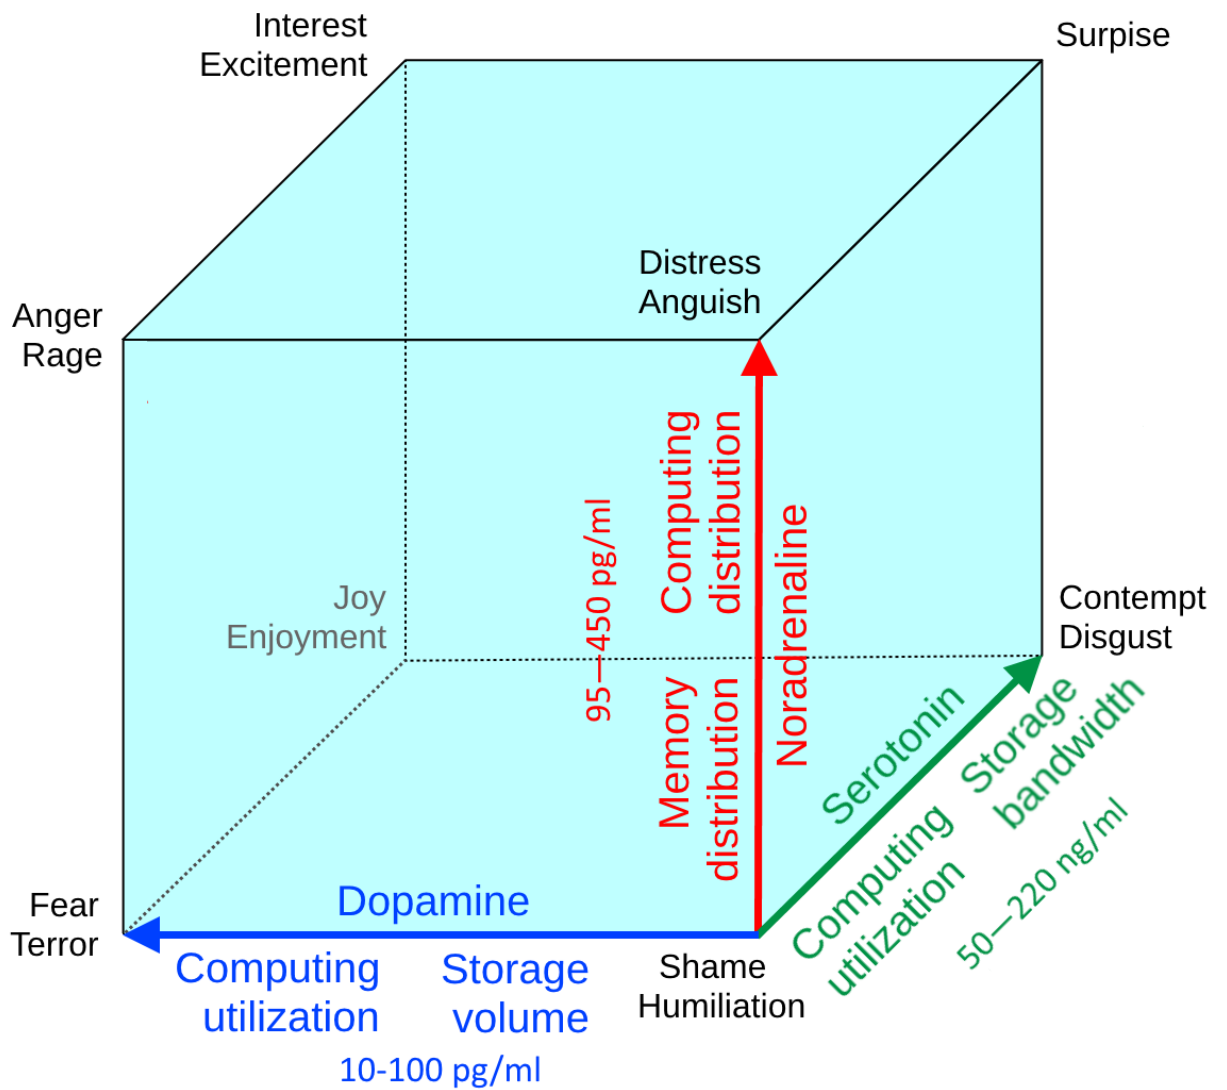 Interest
Excitement
Surpise
Distress
Anguish
Anger
Rage
Computing
distribution
95—450 pg/ml
Noradrenaline
Memory
distribution
Joy
Enjoyment
Contempt
Disgust
Serotonin
Storage
bandwidth
Computing
utilization
50—220 ng/ml
Fear
Terror
Dopamine
Computing
utilization
Storage
volume
Shame
Humiliation
10-100 pg/ml